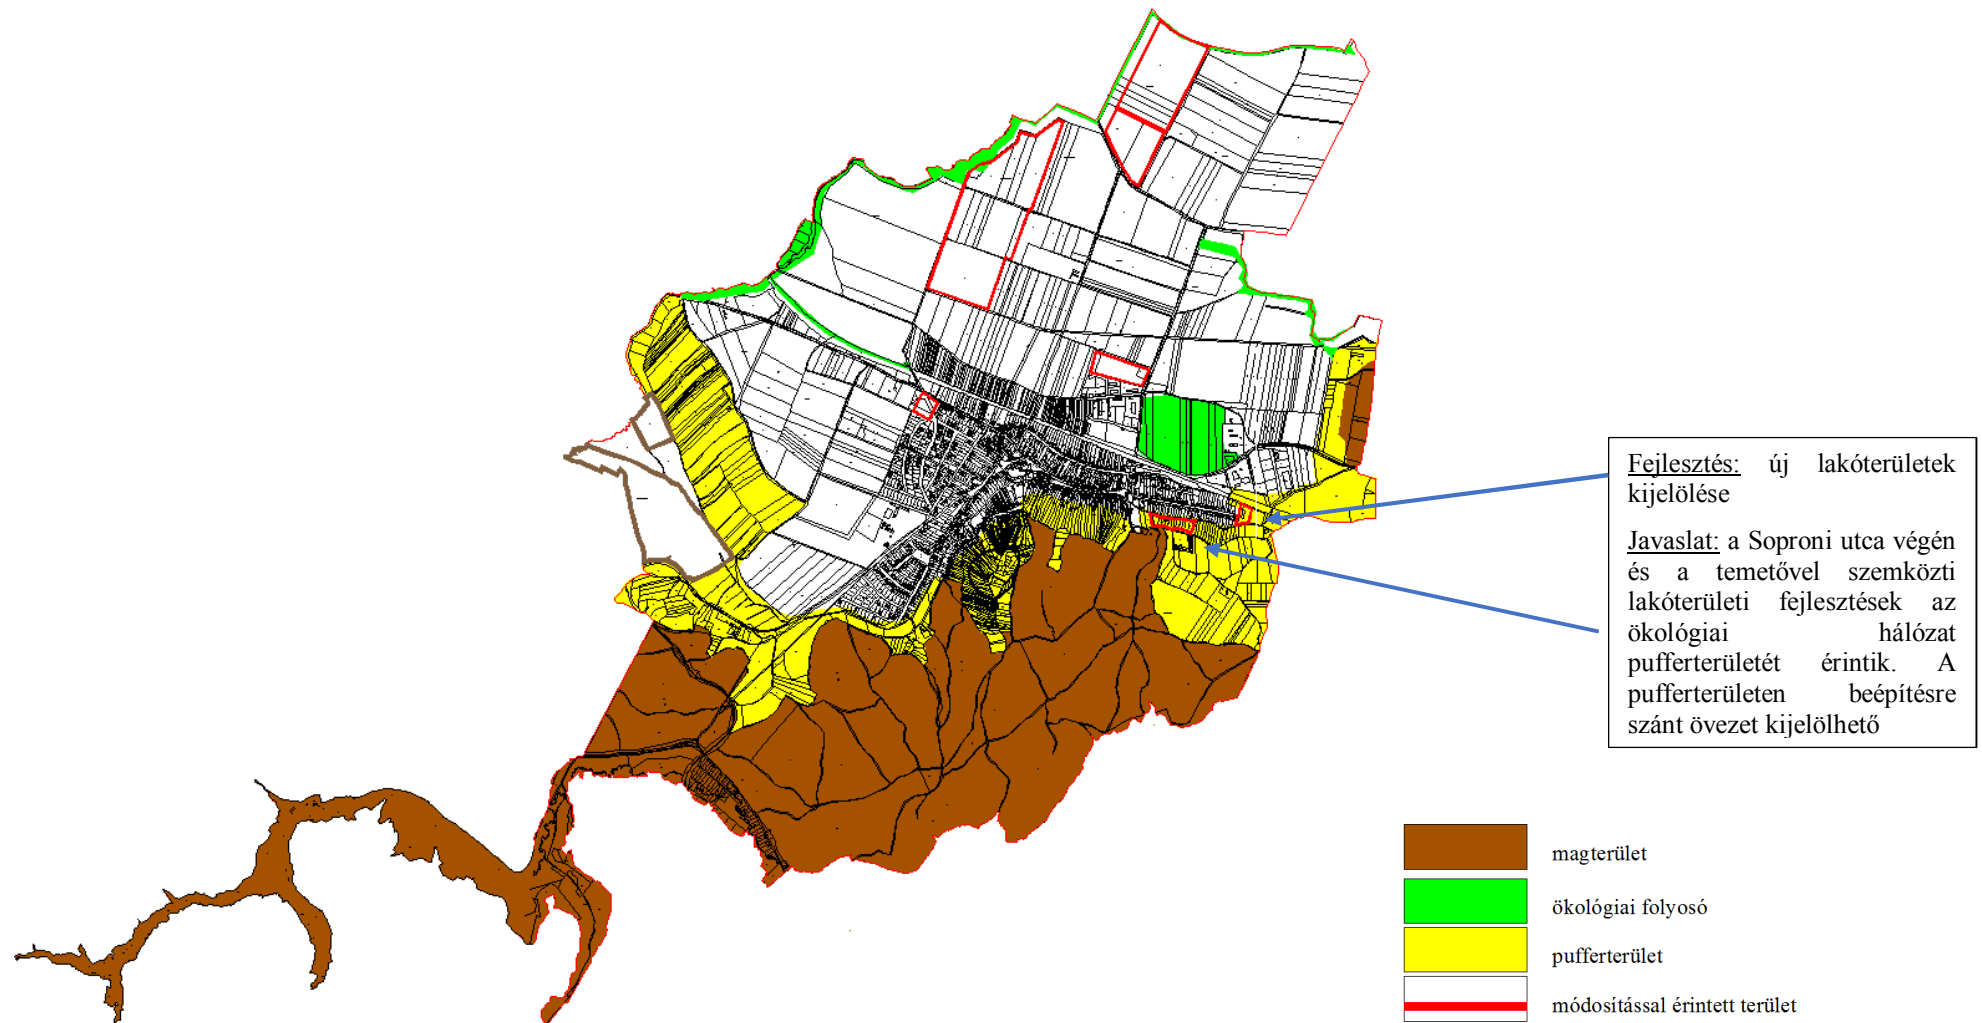 Fejlesztés: új lakóterületek
kijelölése
Javaslat: a Soproni utca végén
és a temetővel szemközti
lakóterületi fejlesztések az
ökológiai hálózat
pufferterületét érintik. A
pufferterületen beépítésre
szánt övezet kijelölhető
magterület
ökológiai folyosó
pufferterület
módosítással érintett terület